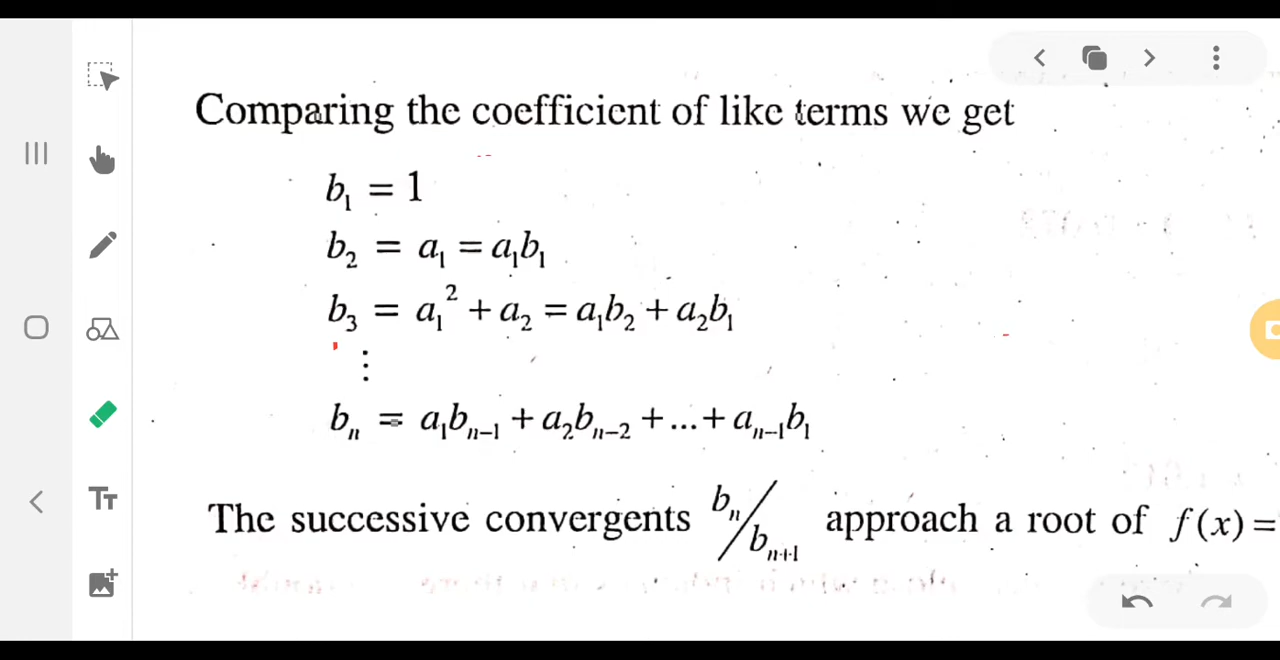 Comparing the coefficient of like terms we get
b₁ = 1
b₂ = a₁ = a₁b₁
b₃ = a₁² + a₂ = a₁b₂ + a₂b₁
⋮
bₙ = a₁bₙ₋₁ + a₂bₙ₋₂ + ... + aₙ₋₁b₁
The successive convergents bₙ/bₙ₊₁ approach a root of f(x) =
TT